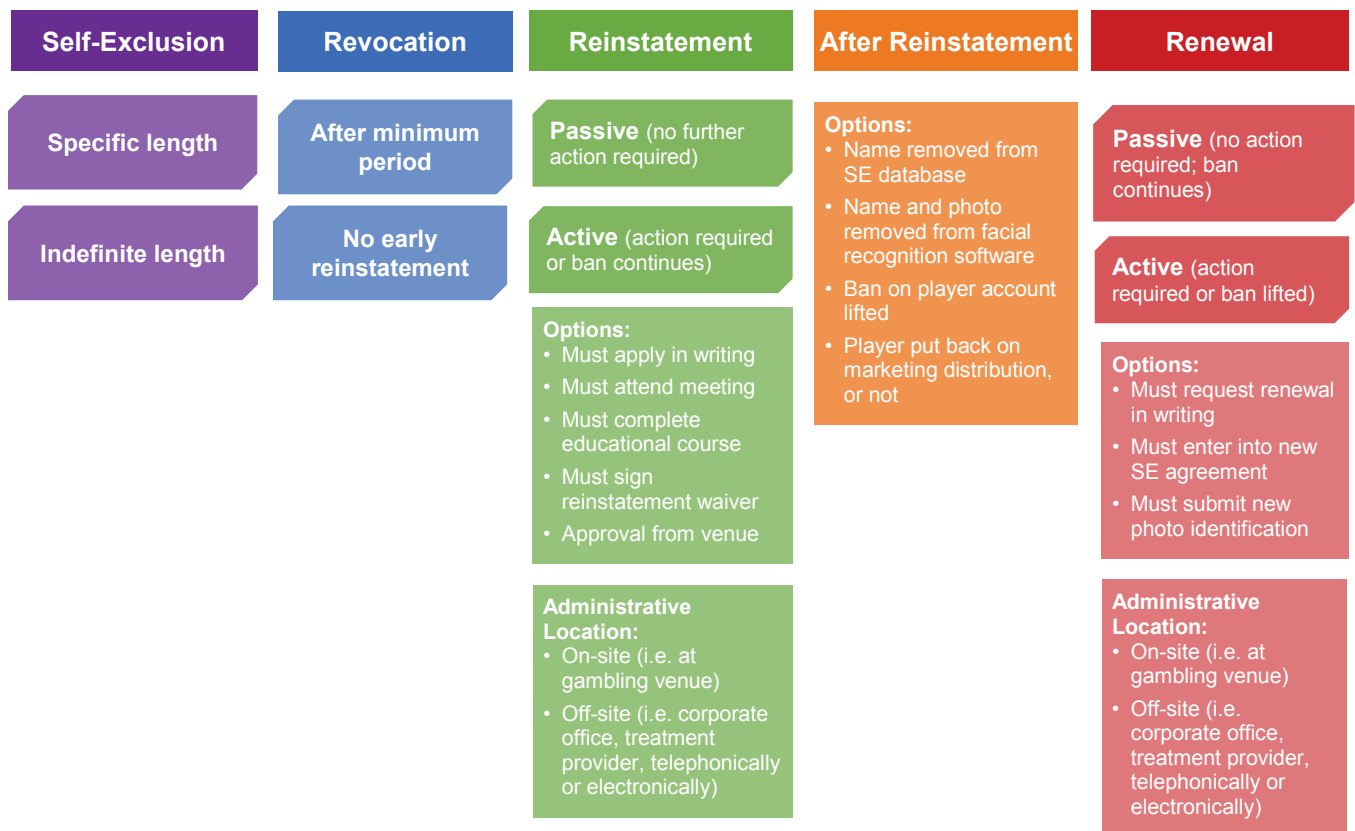 Self-Exclusion
Specific length
Indefinite length
Revocation
After minimum
period
No early
reinstatement
Reinstatement
Passive (no further
action required)
Active (action required
or ban continues)
Options:
• Must apply in writing
• Must attend meeting
• Must complete
educational course
• Must sign
reinstatement waiver
• Approval from venue
Administrative
Location:
• On-site (i.e. at
gambling venue)
• Off-site (i.e. corporate
office, treatment
provider, telephonically
or electronically)
After Reinstatement
Options:
• Name removed from
SE database
• Name and photo
removed from facial
recognition software
• Ban on player account
lifted
• Player put back on
marketing distribution,
or not
Renewal
Passive (no action
required; ban
continues)
Active (action
required or ban lifted)
Options:
• Must request renewal
in writing
• Must enter into new
SE agreement
• Must submit new
photo identification
Administrative
Location:
• On-site (i.e. at
gambling venue)
• Off-site (i.e.
corporate office,
treatment provider,
telephonically or
electronically)